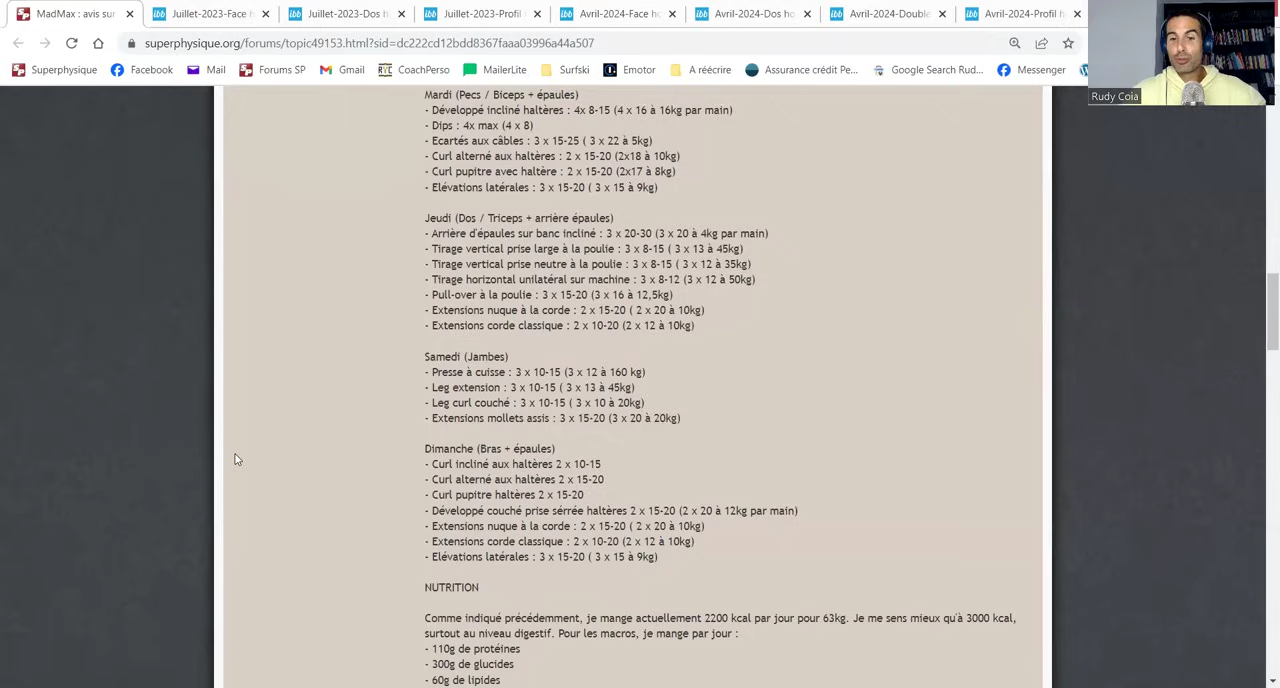 MadMax : avis sur
Juillet-2023-Face h
Juillet-2023-Dos h
Juillet-2023-Profil
Avril-2024-Face h
Avril-2024-Dos h
Avril-2024-Double
Avril-2024-Profil h
superphysique.org/forums/topic49153.html?sid=dc222cd12bdd8367faaa03996a44a507
Superphysique
Facebook
Mail
Forums SP
Gmail
CoachPerso
MailerLite
Surfski
Emotor
A réécrire
Assurance crédit Pe...
Google Search Rud...
Messenger
Rudy Coia
Mardi (Pecs / Biceps + épaules)
- Développé incliné haltères : 4x 8-15 (4 x 16 à 16kg par main)
- Dips : 4x max (4 x 8)
- Ecartés aux câbles : 3 x 15-25 ( 3 x 22 à 5kg)
- Curl alterné aux haltères : 2 x 15-20 (2x18 à 10kg)
- Curl pupitre avec haltère : 2 x 15-20 (2x17 à 8kg)
- Elévations latérales : 3 x 15-20 ( 3 x 15 à 9kg)
Jeudi (Dos / Triceps + arrière épaules)
- Arrière d'épaules sur banc incliné : 3 x 20-30 (3 x 20 à 4kg par main)
- Tirage vertical prise large à la poulie : 3 x 8-15 ( 3 x 13 à 45kg)
- Tirage vertical prise neutre à la poulie : 3 x 8-15 ( 3 x 12 à 35kg)
- Tirage horizontal unilatéral sur machine : 3 x 8-12 (3 x 12 à 50kg)
- Pull-over à la poulie : 3 x 15-20 (3 x 16 à 12,5kg)
- Extensions nuque à la corde : 2 x 15-20 ( 2 x 20 à 10kg)
- Extensions corde classique : 2 x 10-20 (2 x 12 à 10kg)
Samedi (Jambes)
- Presse à cuisse : 3 x 10-15 (3 x 12 à 160 kg)
- Leg extension : 3 x 10-15 ( 3 x 13 à 45kg)
- Leg curl couché : 3 x 10-15 ( 3 x 10 à 20kg)
- Extensions mollets assis : 3 x 15-20 (3 x 20 à 20kg)
Dimanche (Bras + épaules)
- Curl incliné aux haltères 2 x 10-15
- Curl alterné aux haltères 2 x 15-20
- Curl pupitre haltères 2 x 15-20
- Développé couché prise sérrée haltères 2 x 15-20 (2 x 20 à 12kg par main)
- Extensions nuque à la corde : 2 x 15-20 ( 2 x 20 à 10kg)
- Extensions corde classique : 2 x 10-20 (2 x 12 à 10kg)
- Elévations latérales : 3 x 15-20 ( 3 x 15 à 9kg)
NUTRITION
Comme indiqué précédemment, je mange actuellement 2200 kcal par jour pour 63kg. Je me sens mieux qu'à 3000 kcal,
surtout au niveau digestif. Pour les macros, je mange par jour :
- 110g de protéines
- 300g de glucides
- 60g de lipides